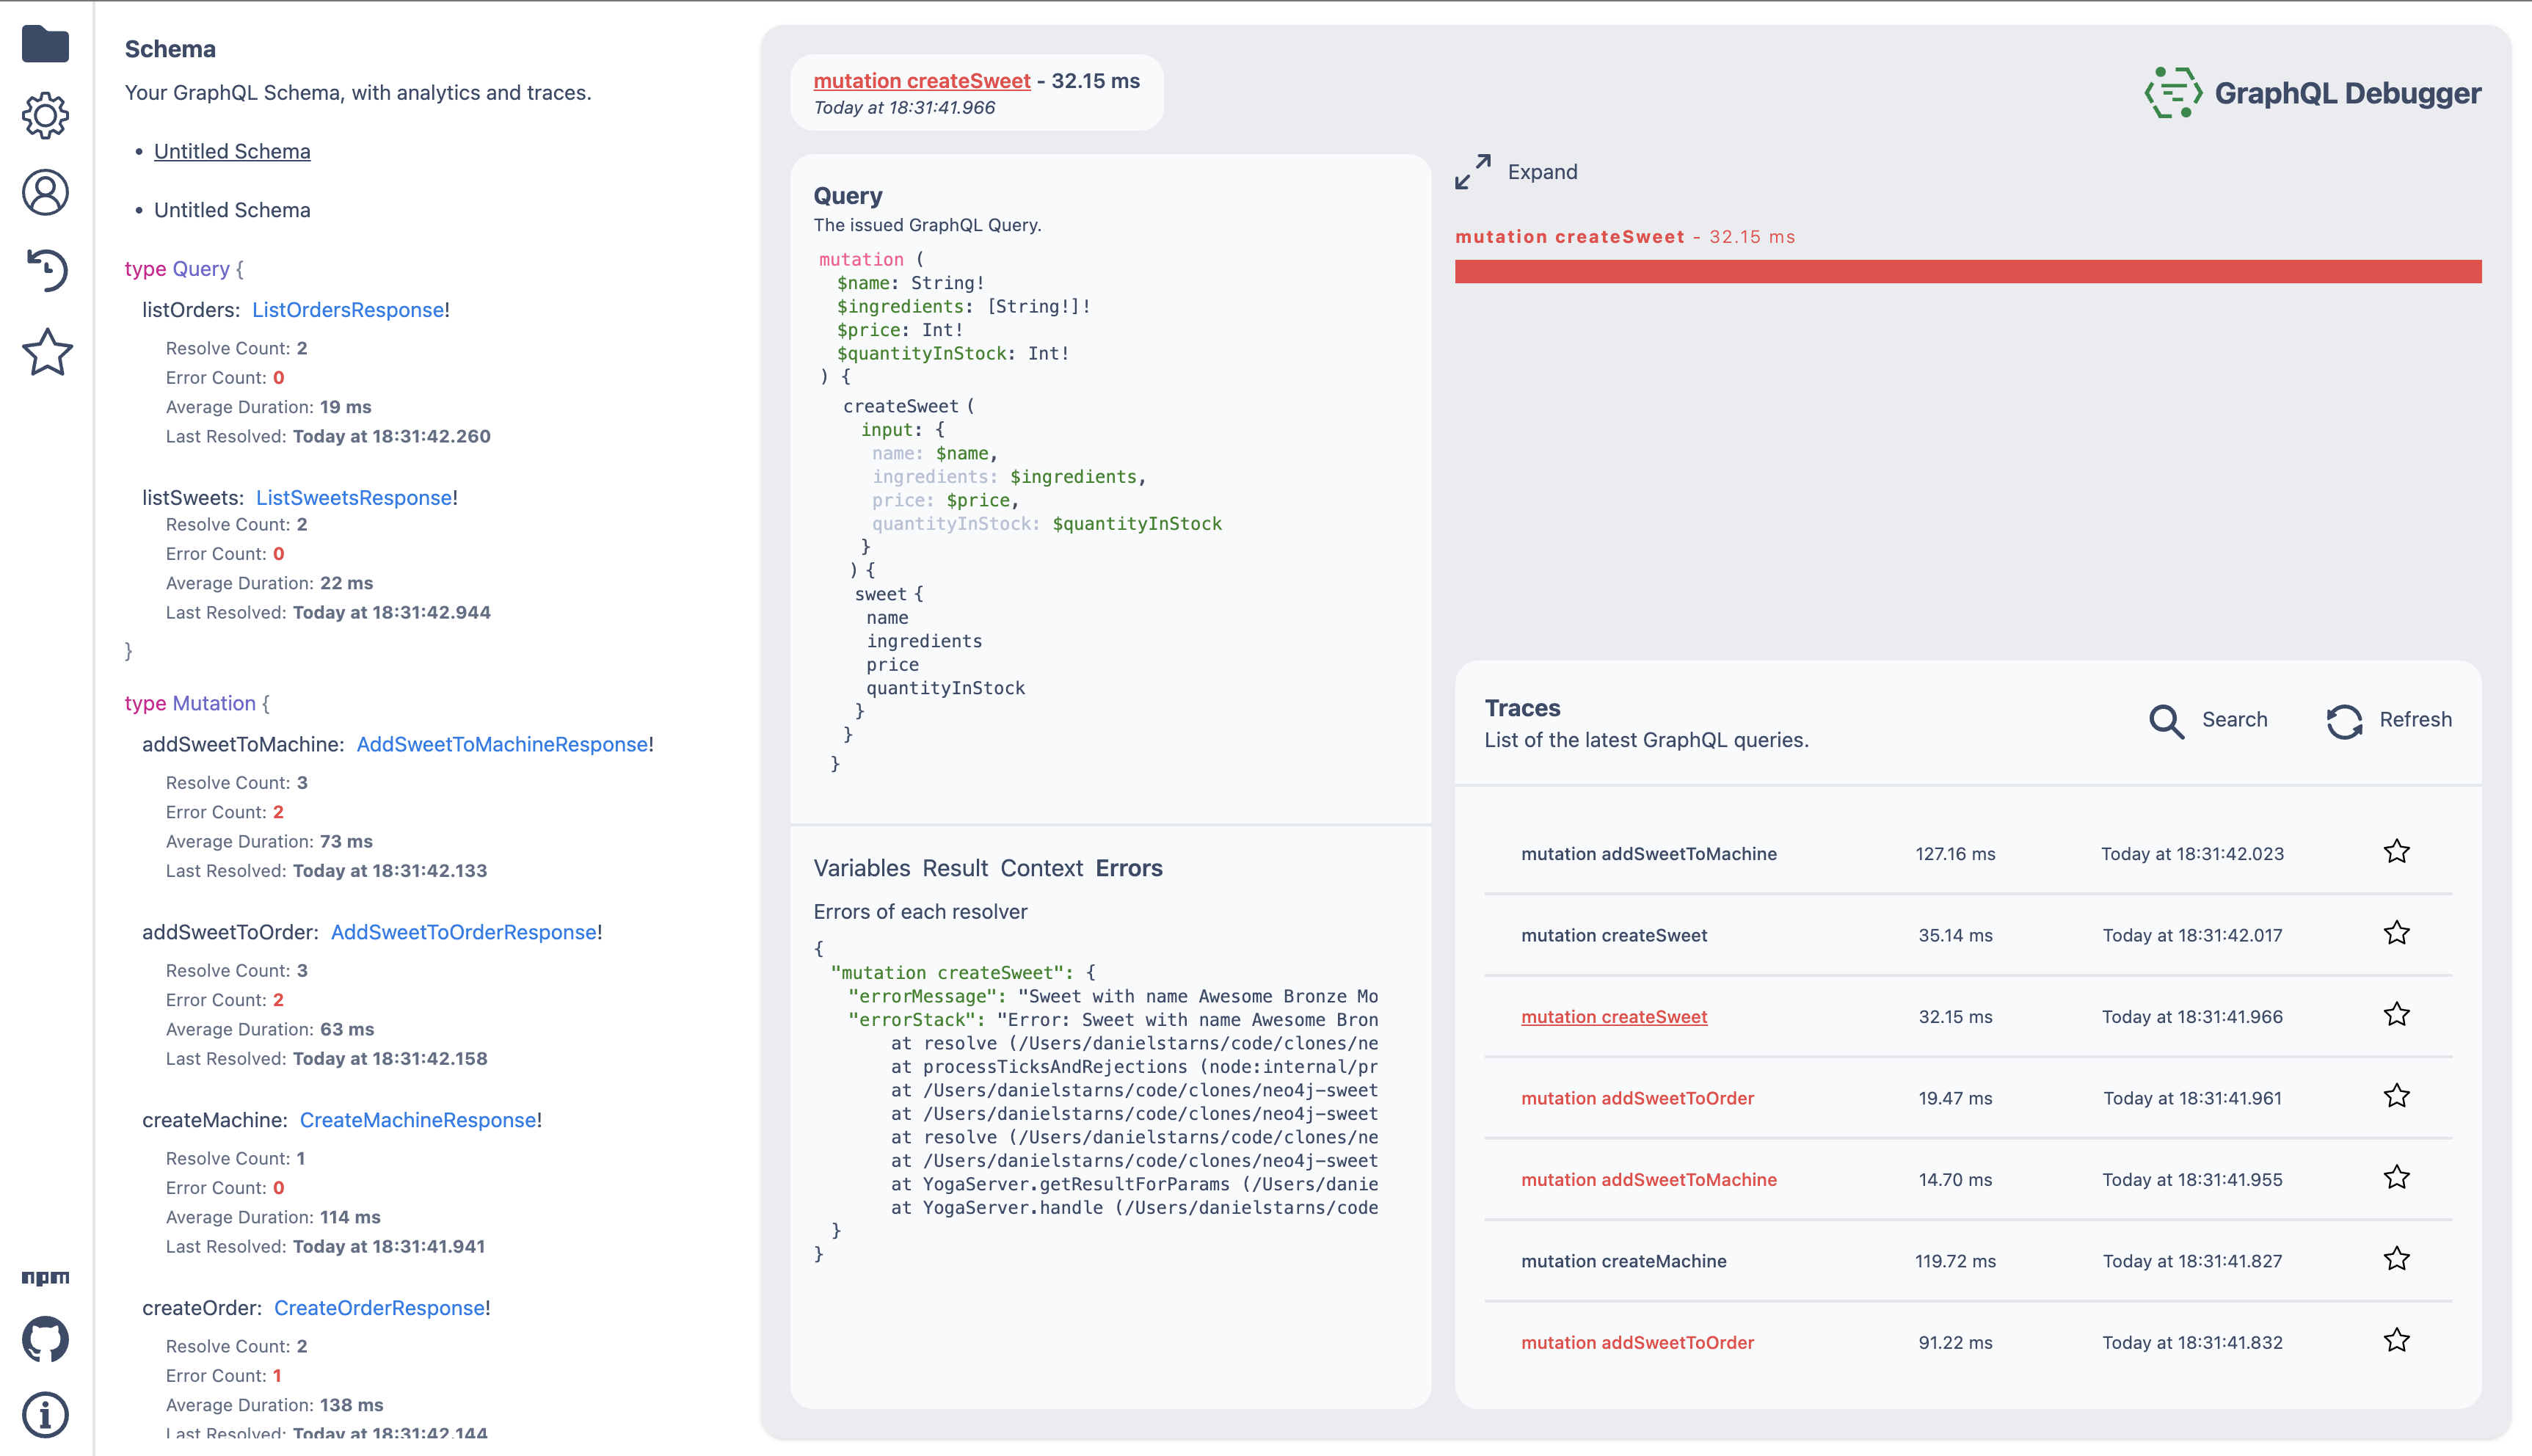 Schema
Your GraphQL Schema, with analytics and traces.
• Untitled Schema
• Untitled Schema
type Query {
listOrders: ListOrdersResponse!
Resolve Count: 2
Error Count: 0
Average Duration: 19 ms
Last Resolved: Today at 18:31:42.260
listSweets: ListSweetsResponse!
Resolve Count: 2
Error Count: 0
Average Duration: 22 ms
Last Resolved: Today at 18:31:42.944
}
type Mutation {
addSweetToMachine: AddSweetToMachineResponse!
Resolve Count: 3
Error Count: 2
Average Duration: 73 ms
Last Resolved: Today at 18:31:42.133
addSweetToOrder: AddSweetToOrderResponse!
Resolve Count: 3
Error Count: 2
Average Duration: 63 ms
Last Resolved: Today at 18:31:42.158
createMachine: CreateMachineResponse!
Resolve Count: 1
Error Count: 0
Average Duration: 114 ms
Last Resolved: Today at 18:31:41.941
createOrder: CreateOrderResponse!
Resolve Count: 2
Error Count: 1
Average Duration: 138 ms
Last Resolved: Today at 18:31:42.144
npm
mutation createSweet - 32.15 ms
Today at 18:31:41.966
Query
The issued GraphQL Query.
mutation (
$name: String!
$ingredients: [String!]!
$price: Int!
$quantityInStock: Int!
) {
createSweet (
input: {
name: $name,
ingredients: $ingredients,
price: $price,
quantityInStock: $quantityInStock
}
) {
sweet {
name
ingredients
price
quantityInStock
}
}
}
Variables Result Context Errors
Errors of each resolver
{
"mutation createSweet": {
"errorMessage": "Sweet with name Awesome Bronze Mo
"errorStack": "Error: Sweet with name Awesome Bron
at resolve (/Users/danielstarns/code/clones/ne
at processTicksAndRejections (node:internal/pr
at /Users/danielstarns/code/clones/neo4j-sweet
at /Users/danielstarns/code/clones/neo4j-sweet
at resolve (/Users/danielstarns/code/clones/ne
at /Users/danielstarns/code/clones/neo4j-sweet
at YogaServer.getResultForParams (/Users/danie
at YogaServer.handle (/Users/danielstarns/code
}
}
GraphQL Debugger
Expand
mutation createSweet - 32.15 ms
Traces
List of the latest GraphQL queries.
Search
Refresh
mutation addSweetToMachine 127.16 ms Today at 18:31:42.023
mutation createSweet 35.14 ms Today at 18:31:42.017
mutation createSweet 32.15 ms Today at 18:31:41.966
mutation addSweetToOrder 19.47 ms Today at 18:31:41.961
mutation addSweetToMachine 14.70 ms Today at 18:31:41.955
mutation createMachine 119.72 ms Today at 18:31:41.827
mutation addSweetToOrder 91.22 ms Today at 18:31:41.832